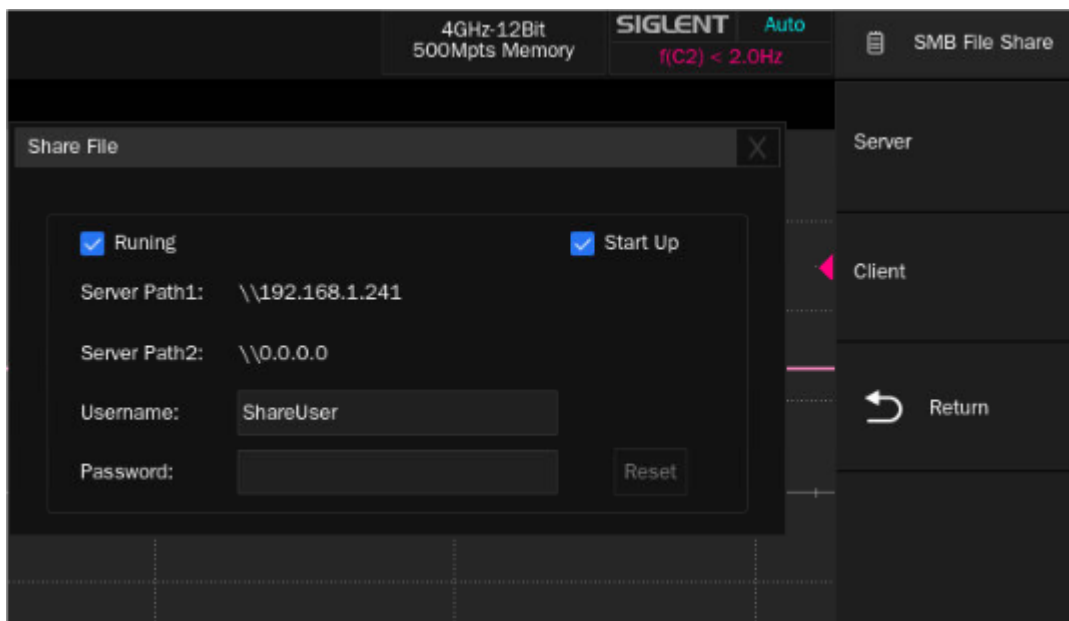 4GHz-12Bit
500Mpts Memory
SIGLENT Auto
f(C2) < 2.0Hz
SMB File Share
Share File
X
Server
Runing
Start Up
Server Path1: \\192.168.1.241
Client
Server Path2: \\0.0.0.0
Username: ShareUser
Return
Password:
Reset